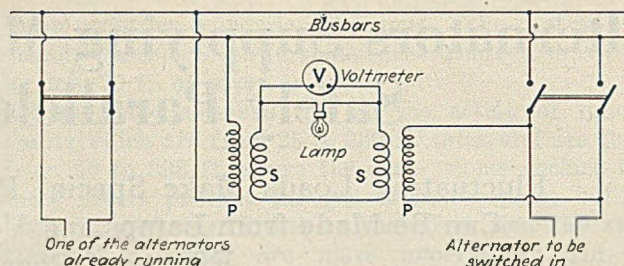 Busbars
V
Voltmeter
Lamp
S
S
P
P
One of the alternators
already running
Alternator to be
switched in